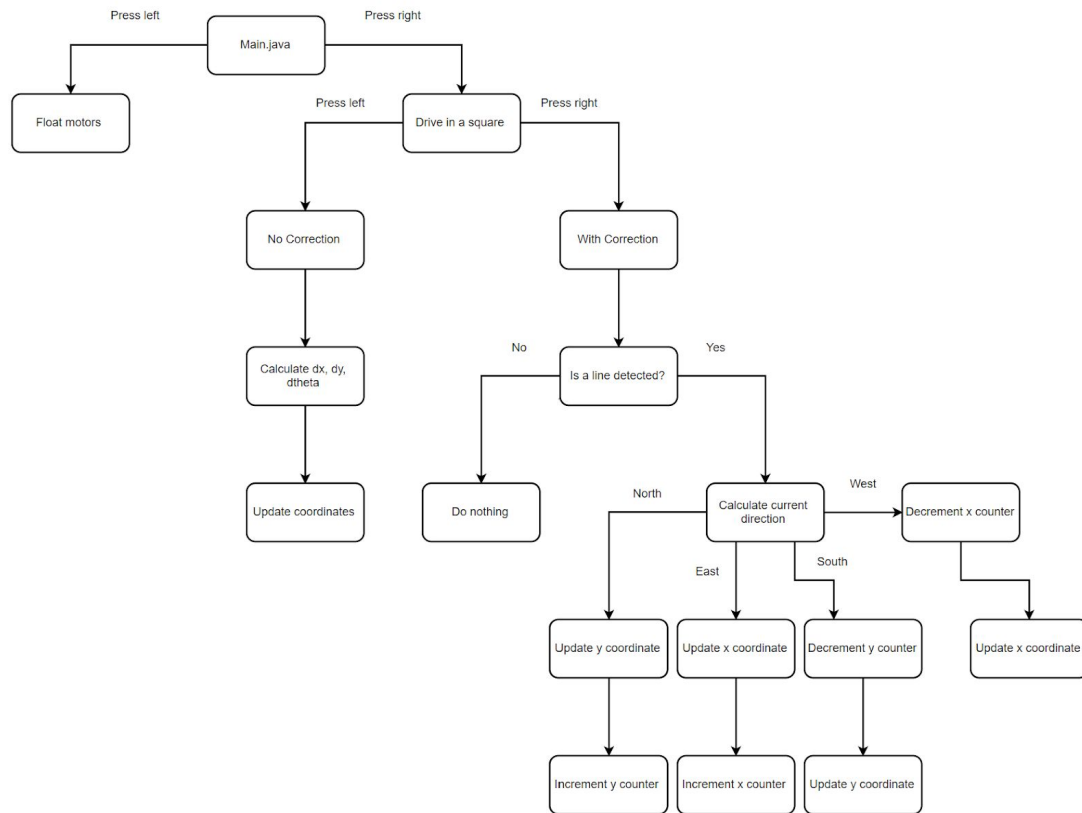 Press left
Press right
Main.java
Press left
Press right
Float motors
Drive in a square
No Correction
With Correction
No
Yes
Calculate dx, dy,
dtheta
Is a line detected?
West
North
Update coordinates
Do nothing
Calculate current
direction
Decrement x counter
South
East
Update y coordinate
Update x coordinate
Decrement y counter
Update x coordinate
Increment y counter
Increment x counter
Update y coordinate